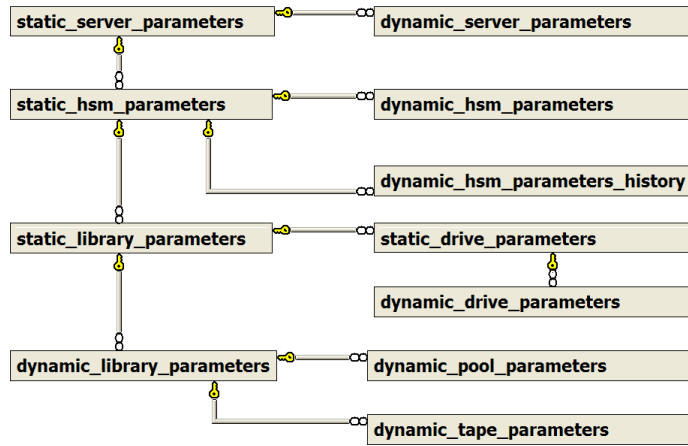 static_server_parameters
dynamic_server_parameters
static_hsm_parameters
dynamic_hsm_parameters
dynamic_hsm_parameters_history
static_library_parameters
static_drive_parameters
dynamic_drive_parameters
dynamic_library_parameters
dynamic_pool_parameters
dynamic_tape_parameters